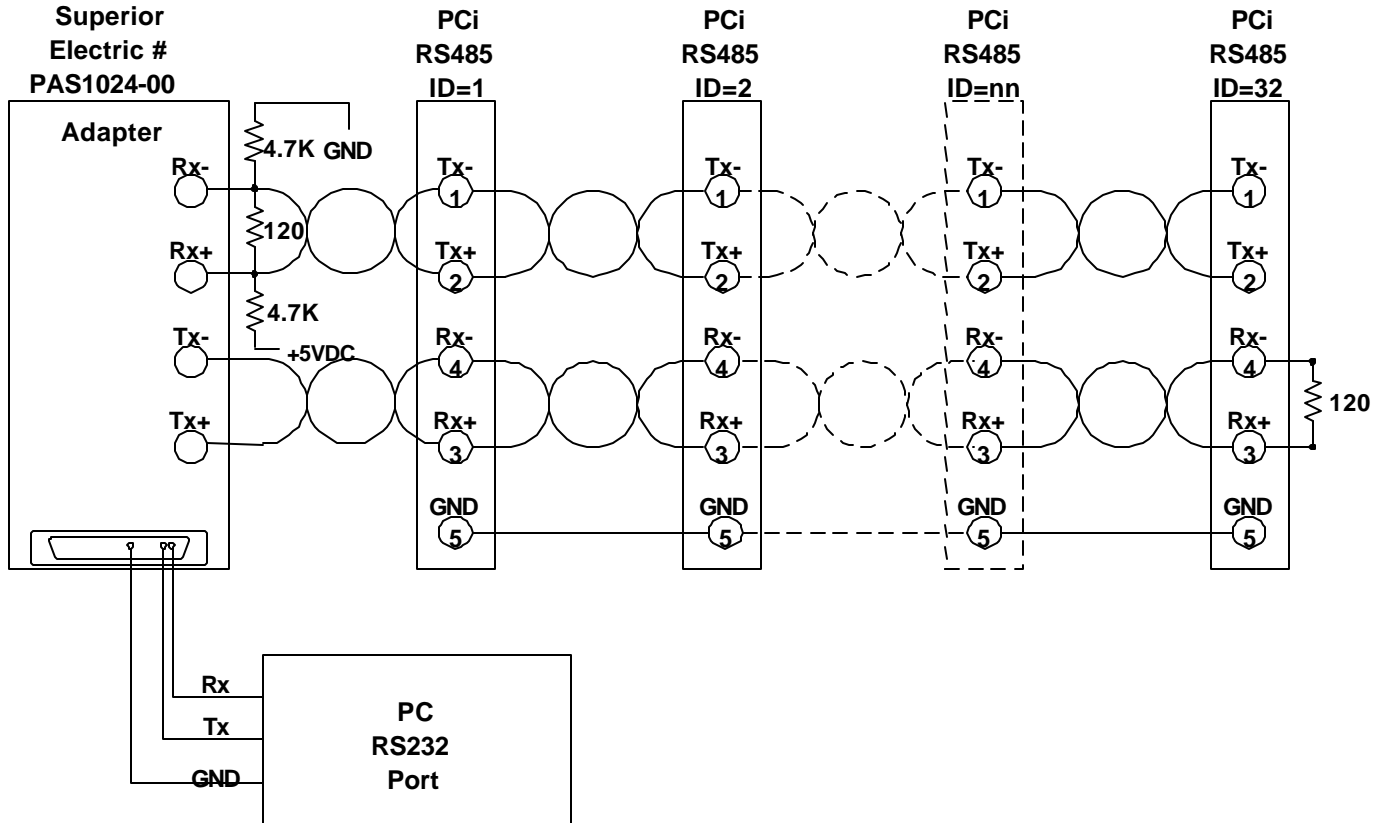 Superior
Electric #
PAS1024-00
PCi
RS485
ID=1
PCi
RS485
ID=2
PCi
RS485
ID=nn
PCi
RS485
ID=32
Adapter
4.7K
GND
Rx-
120
Rx+
4.7K
+5VDC
Tx-
Tx+
Tx-
1
Tx+
2
Rx-
4
Rx+
3
GND
5
Tx-
1
Tx+
2
Rx-
4
Rx+
3
GND
5
Tx-
1
Tx+
2
Rx-
4
Rx+
3
GND
5
Tx-
1
Tx+
2
Rx-
4
Rx+
3
GND
5
120
Rx
Tx
GND
PC
RS232
Port